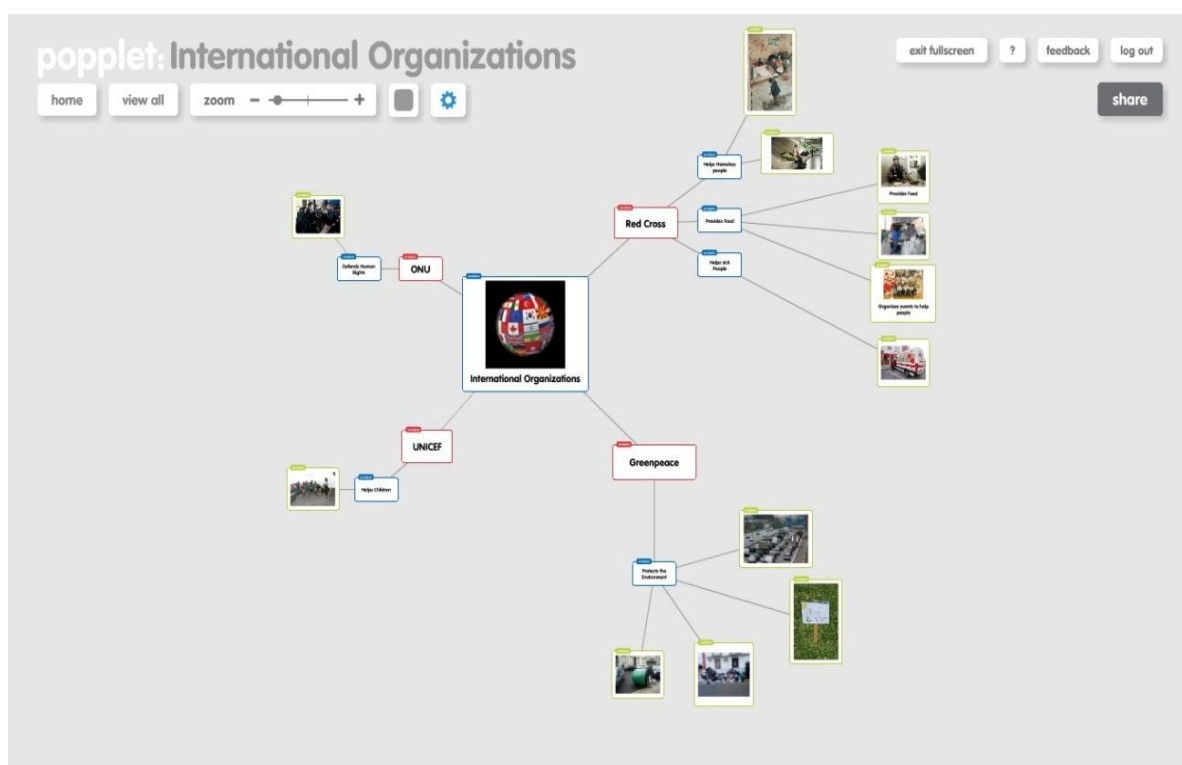 popplet: International Organizations
exit fullscreen
?
feedback
log out
home
view all
zoom
share
Helps Homeless
people
Red Cross
Provides Food
Provides Food
Helps sick
People
Organizes events to help
people
ONU
Defends Human
Rights
International Organizations
UNICEF
Helps Children
Greenpeace
Protects the
Environment